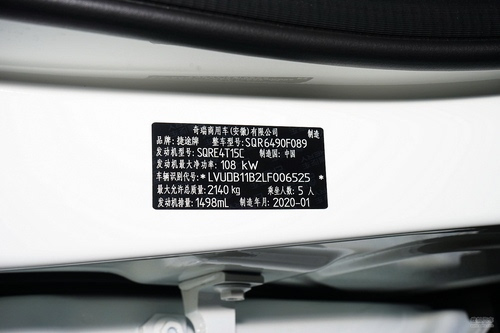 奇瑞商用车(安徽)有限公司 制造
品牌: 捷途牌 整车型号: SQR6490F089
发动机型号: SQRE4T15C 制造国: 中国
发动机最大净功率: 108 kW
车辆识别代号: *LVUDB11B2LF006525*
最大允许总质量: 2140 kg 乘坐人数: 5 人
发动机排量: 1498mL 制造年月: 2020-01